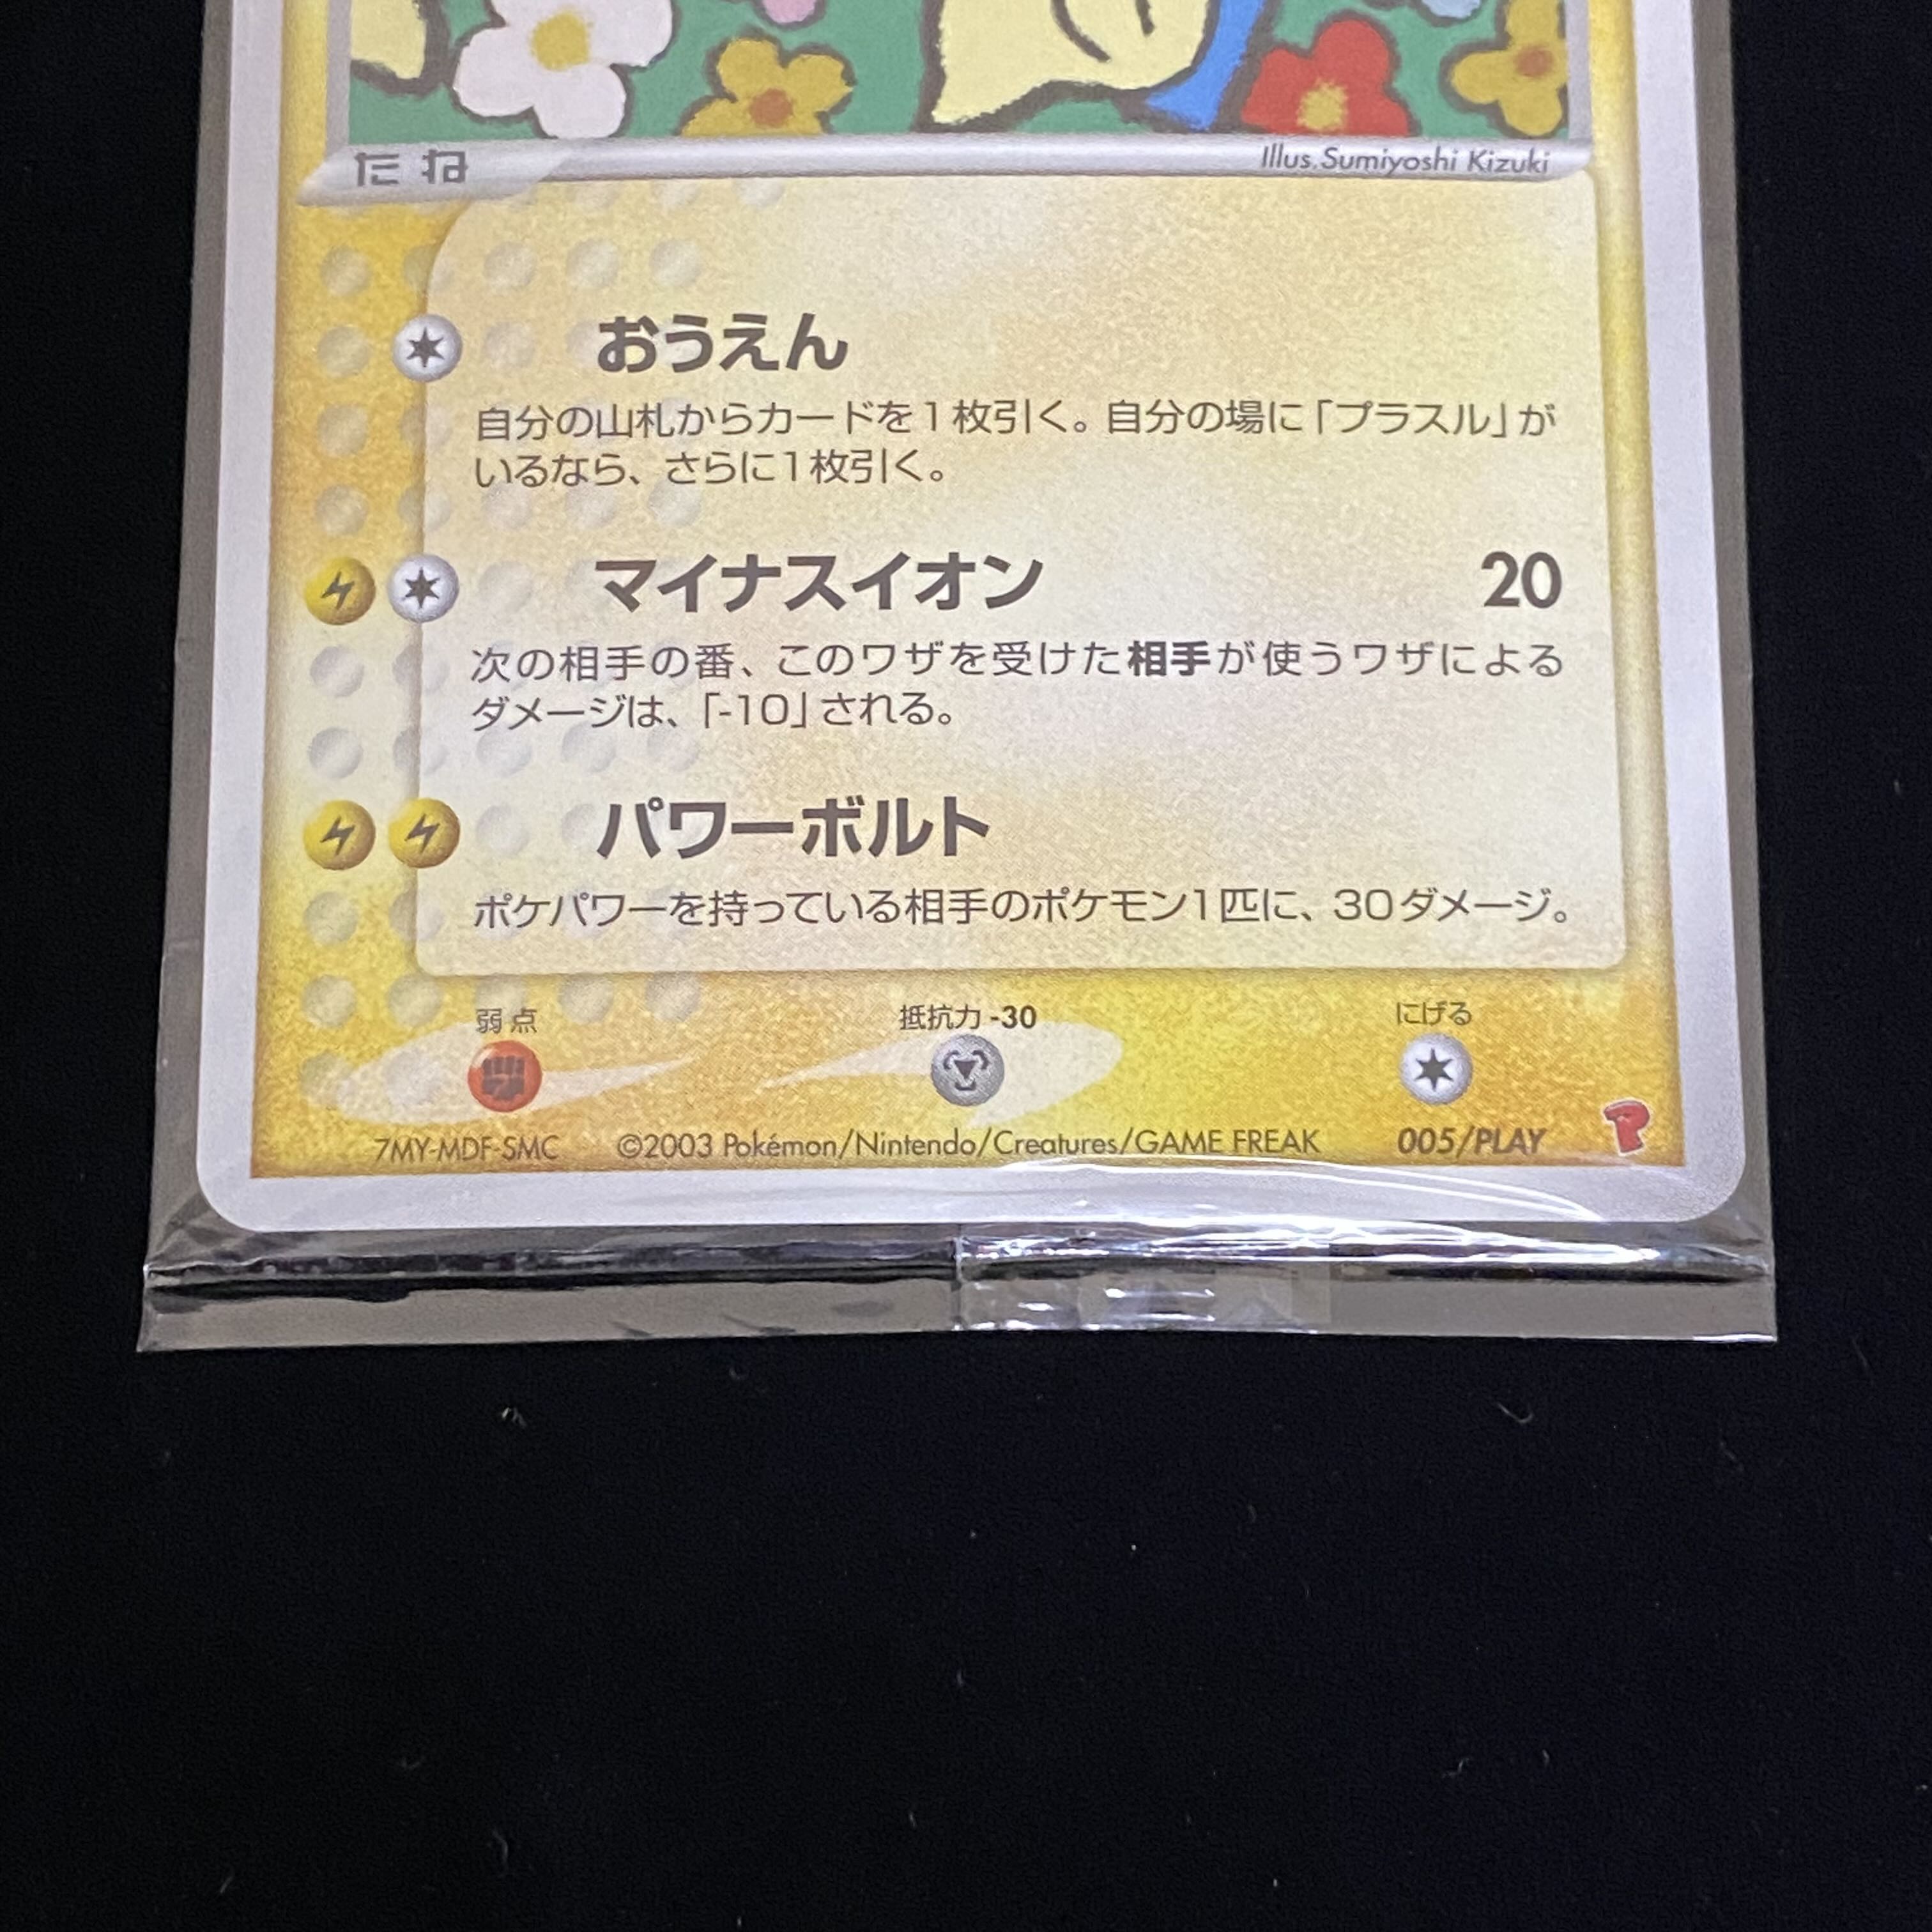 たね
Illus. Sumiyoshi Kizuki
おうえん
自分の山札からカードを1枚引く。自分の場に「プラスル」が
いるなら、さらに1枚引く。
マイナスイオン 20
次の相手の番、このワザを受けた相手が使うワザによる
ダメージは、「-10」される。
パワーボルト
ポケパワーを持っている相手のポケモン1匹に、30ダメージ。
弱点 抵抗力 -30 にげる
7MY-MDF-SMC ©2003 Pokémon/Nintendo/Creatures/GAME FREAK 005/PLAY P